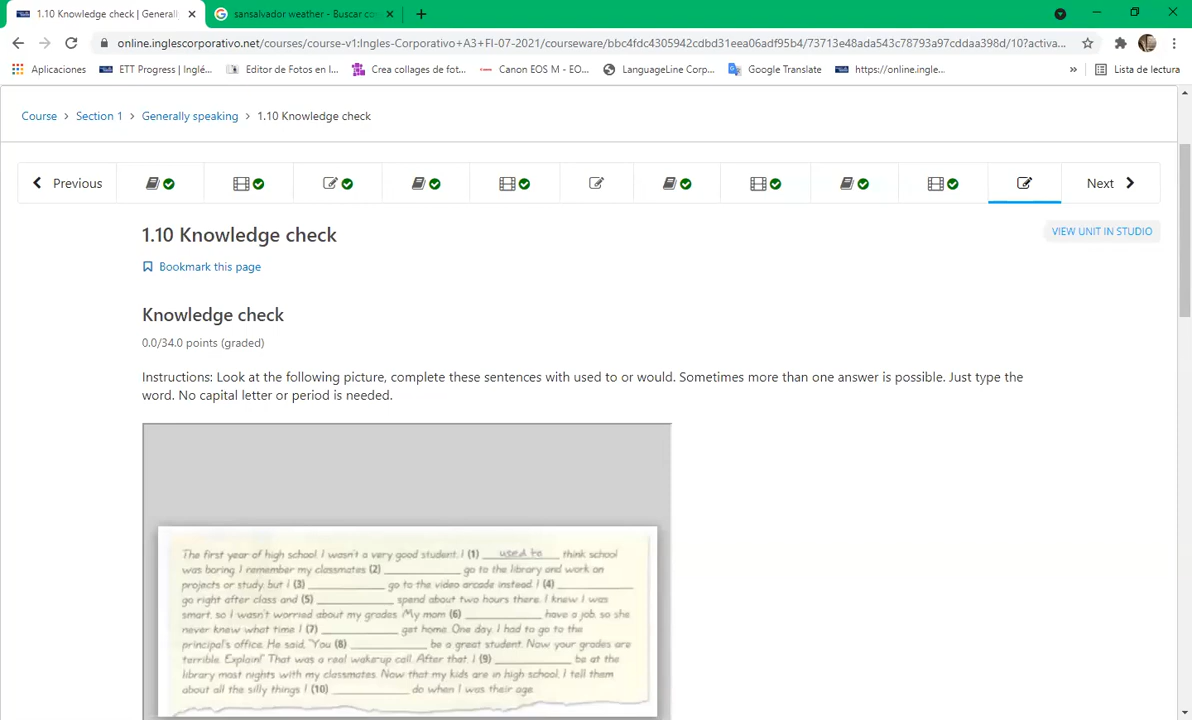 1.10 Knowledge check | Generally
sansalvador weather - Buscar co
online.inglescorporativo.net/courses/course-v1:Ingles-Corporativo+A3+FI-07-2021/courseware/bbc4fdc4305942cdbd31eea06adf95b4/73713e48ada543c78793a97cddaa398d/10?activa...
Aplicaciones
ETT Progress | Inglé...
Editor de Fotos en l...
Crea collages de fot...
Canon EOS M - EO...
LanguageLine Corp...
Google Translate
https://online.ingle...
»
Lista de lectura
Course > Section 1 > Generally speaking > 1.10 Knowledge check
Previous
Next
1.10 Knowledge check
VIEW UNIT IN STUDIO
Bookmark this page
Knowledge check
0.0/34.0 points (graded)
Instructions: Look at the following picture, complete these sentences with used to or would. Sometimes more than one answer is possible. Just type the
word. No capital letter or period is needed.
The first year of high school, I wasn't a very good student. I (1) used to think school
was boring. I remember my classmates (2) __________ go to the library and work on
projects or study, but I (3) __________ go to the video arcade instead. I (4) __________
go right after class and (5) __________ spend about two hours there. I knew I was
smart, so I wasn't worried about my grades. My mom (6) __________ have a job, so she
never knew what time I (7) __________ get home. One day, I had to go to the
principal's office. He said, "You (8) __________ be a great student. Now your grades are
terrible. Explain!" That was a real wake-up call. After that, I (9) __________ be at the
library most nights with my classmates. Now that my kids are in high school, I tell them
about all the silly things I (10) __________ do when I was their age.